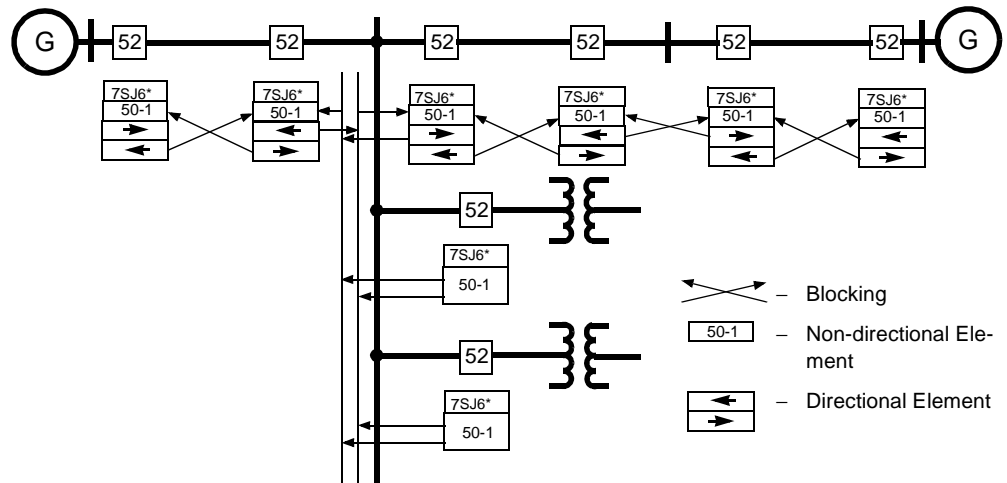 G 52 52 52 52 52 52 G
7SJ6* 7SJ6* 7SJ6* 7SJ6* 7SJ6* 7SJ6*
50-1 50-1 50-1 50-1 50-1 50-1
52
7SJ6*
50-1
– Blocking
50-1 – Non-directional Ele-
ment
52
7SJ6*
50-1
– Directional Element